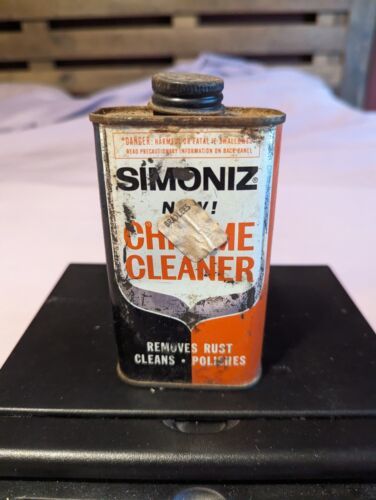 DANGER: HARMFUL OR FATAL IF SWALLOWED
READ PRECAUTIONARY INFORMATION ON BACK PANEL
SIMONIZ®
NEW!
CHROME
CLEANER
REMOVES RUST
CLEANS • POLISHES